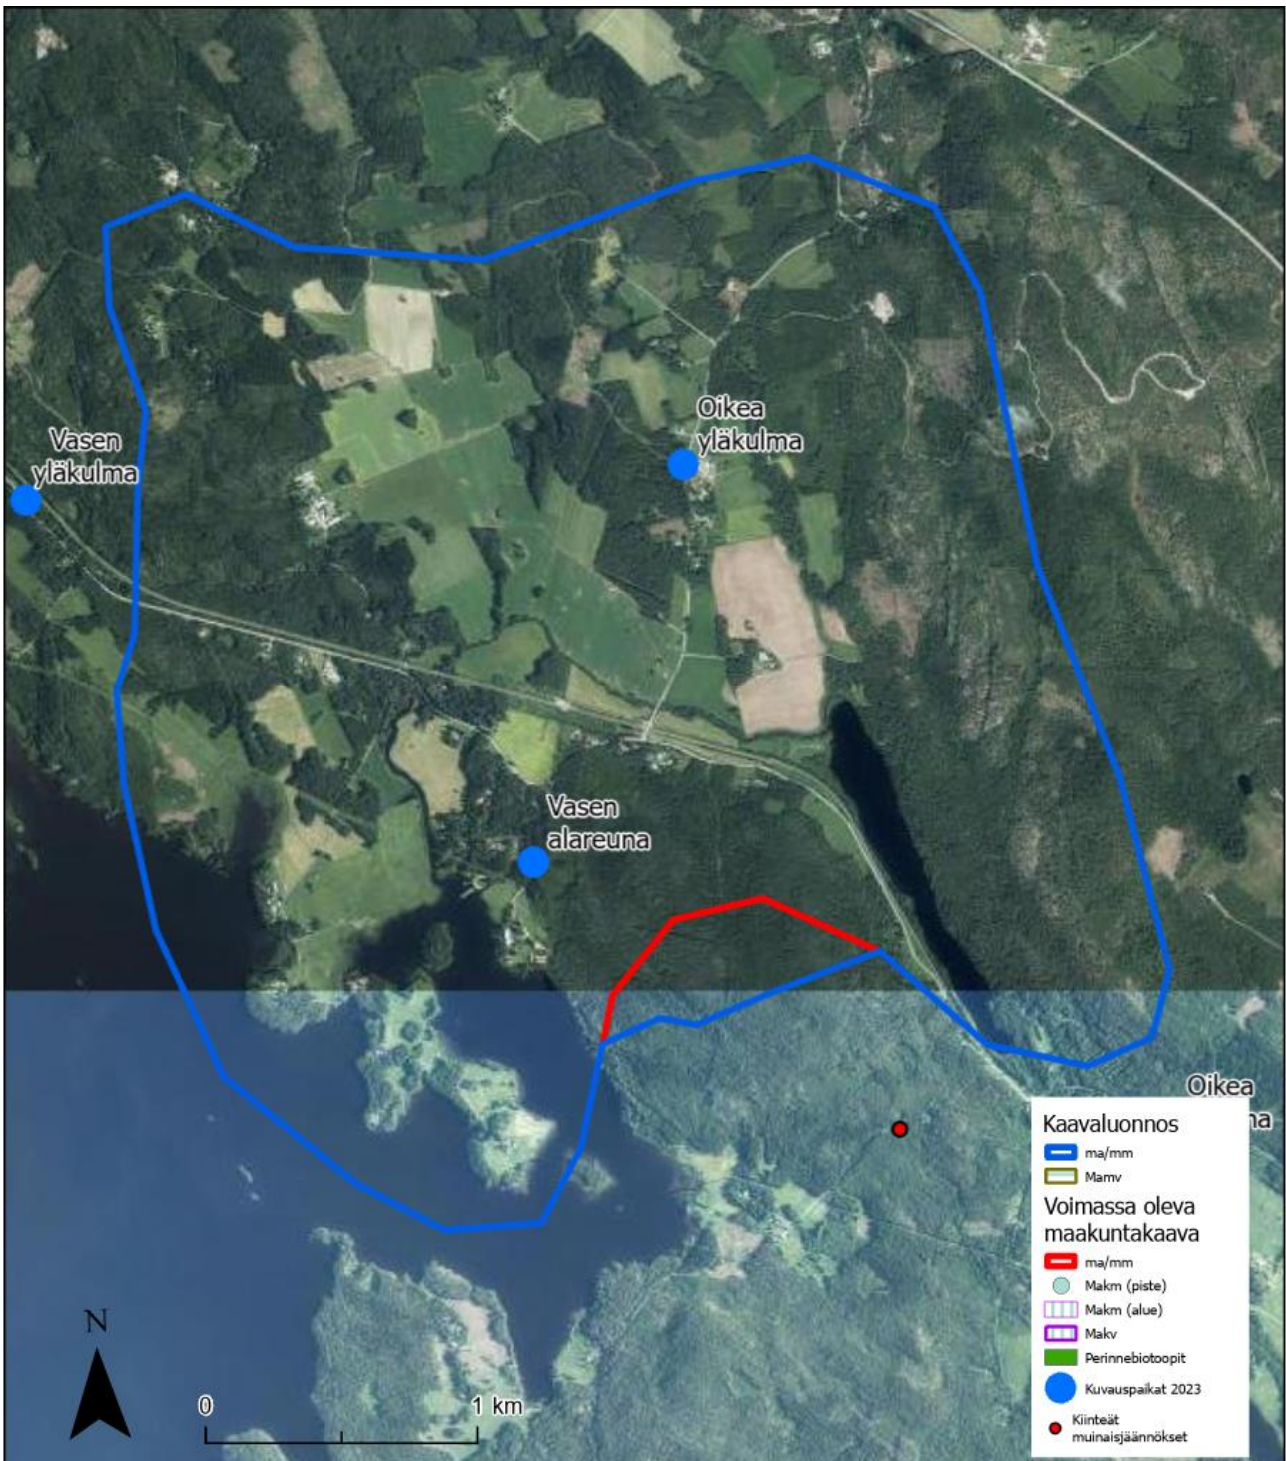 Oikea
yläkulma
Vasen
yläkulma
Vasen
alareuna
Oikea
na
Kaavaluonnos
ma/mm
Mamv
Voimassa oleva
maakuntakaava
ma/mm
Makm (piste)
Makm (alue)
Makv
Perinnebiotoopit
Kuvauspaikat 2023
Kiinteät
muinaisjäännökset
N
0 1 km